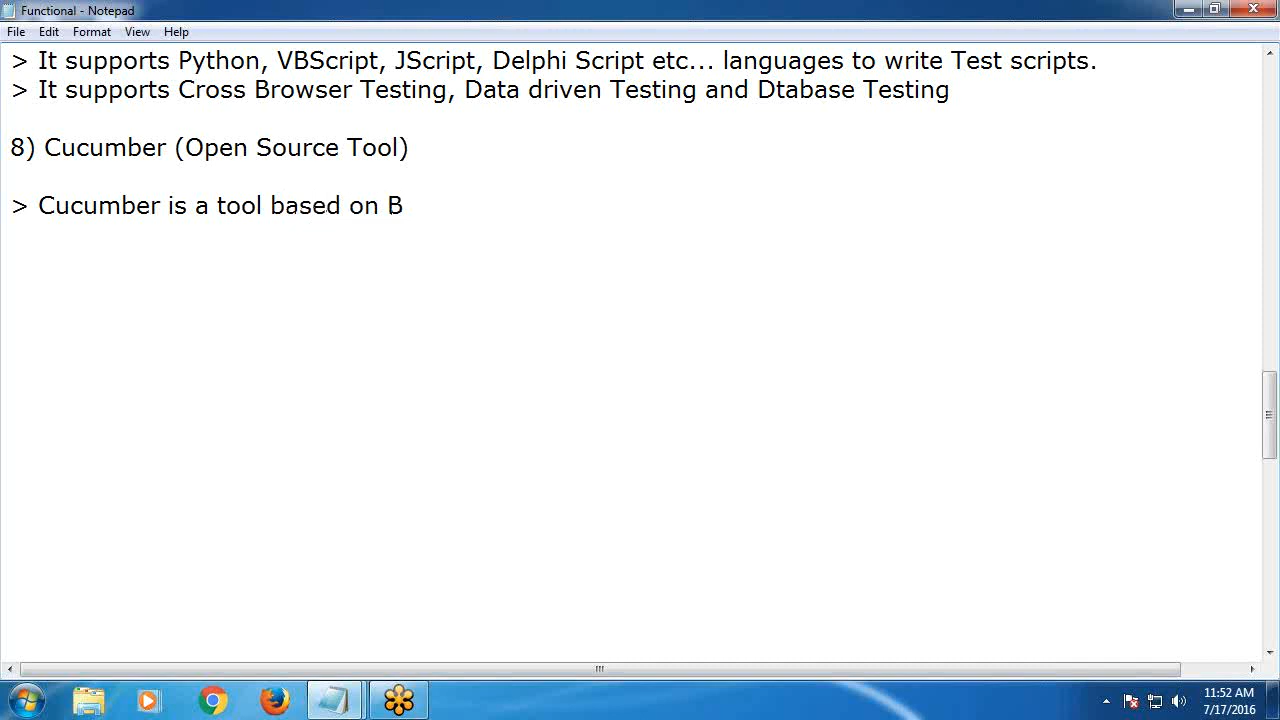 Functional - Notepad
File Edit Format View Help
> It supports Python, VBScript, JScript, Delphi Script etc... languages to write Test scripts.
> It supports Cross Browser Testing, Data driven Testing and Dtabase Testing
8) Cucumber (Open Source Tool)
> Cucumber is a tool based on B
11:52 AM
7/17/2016